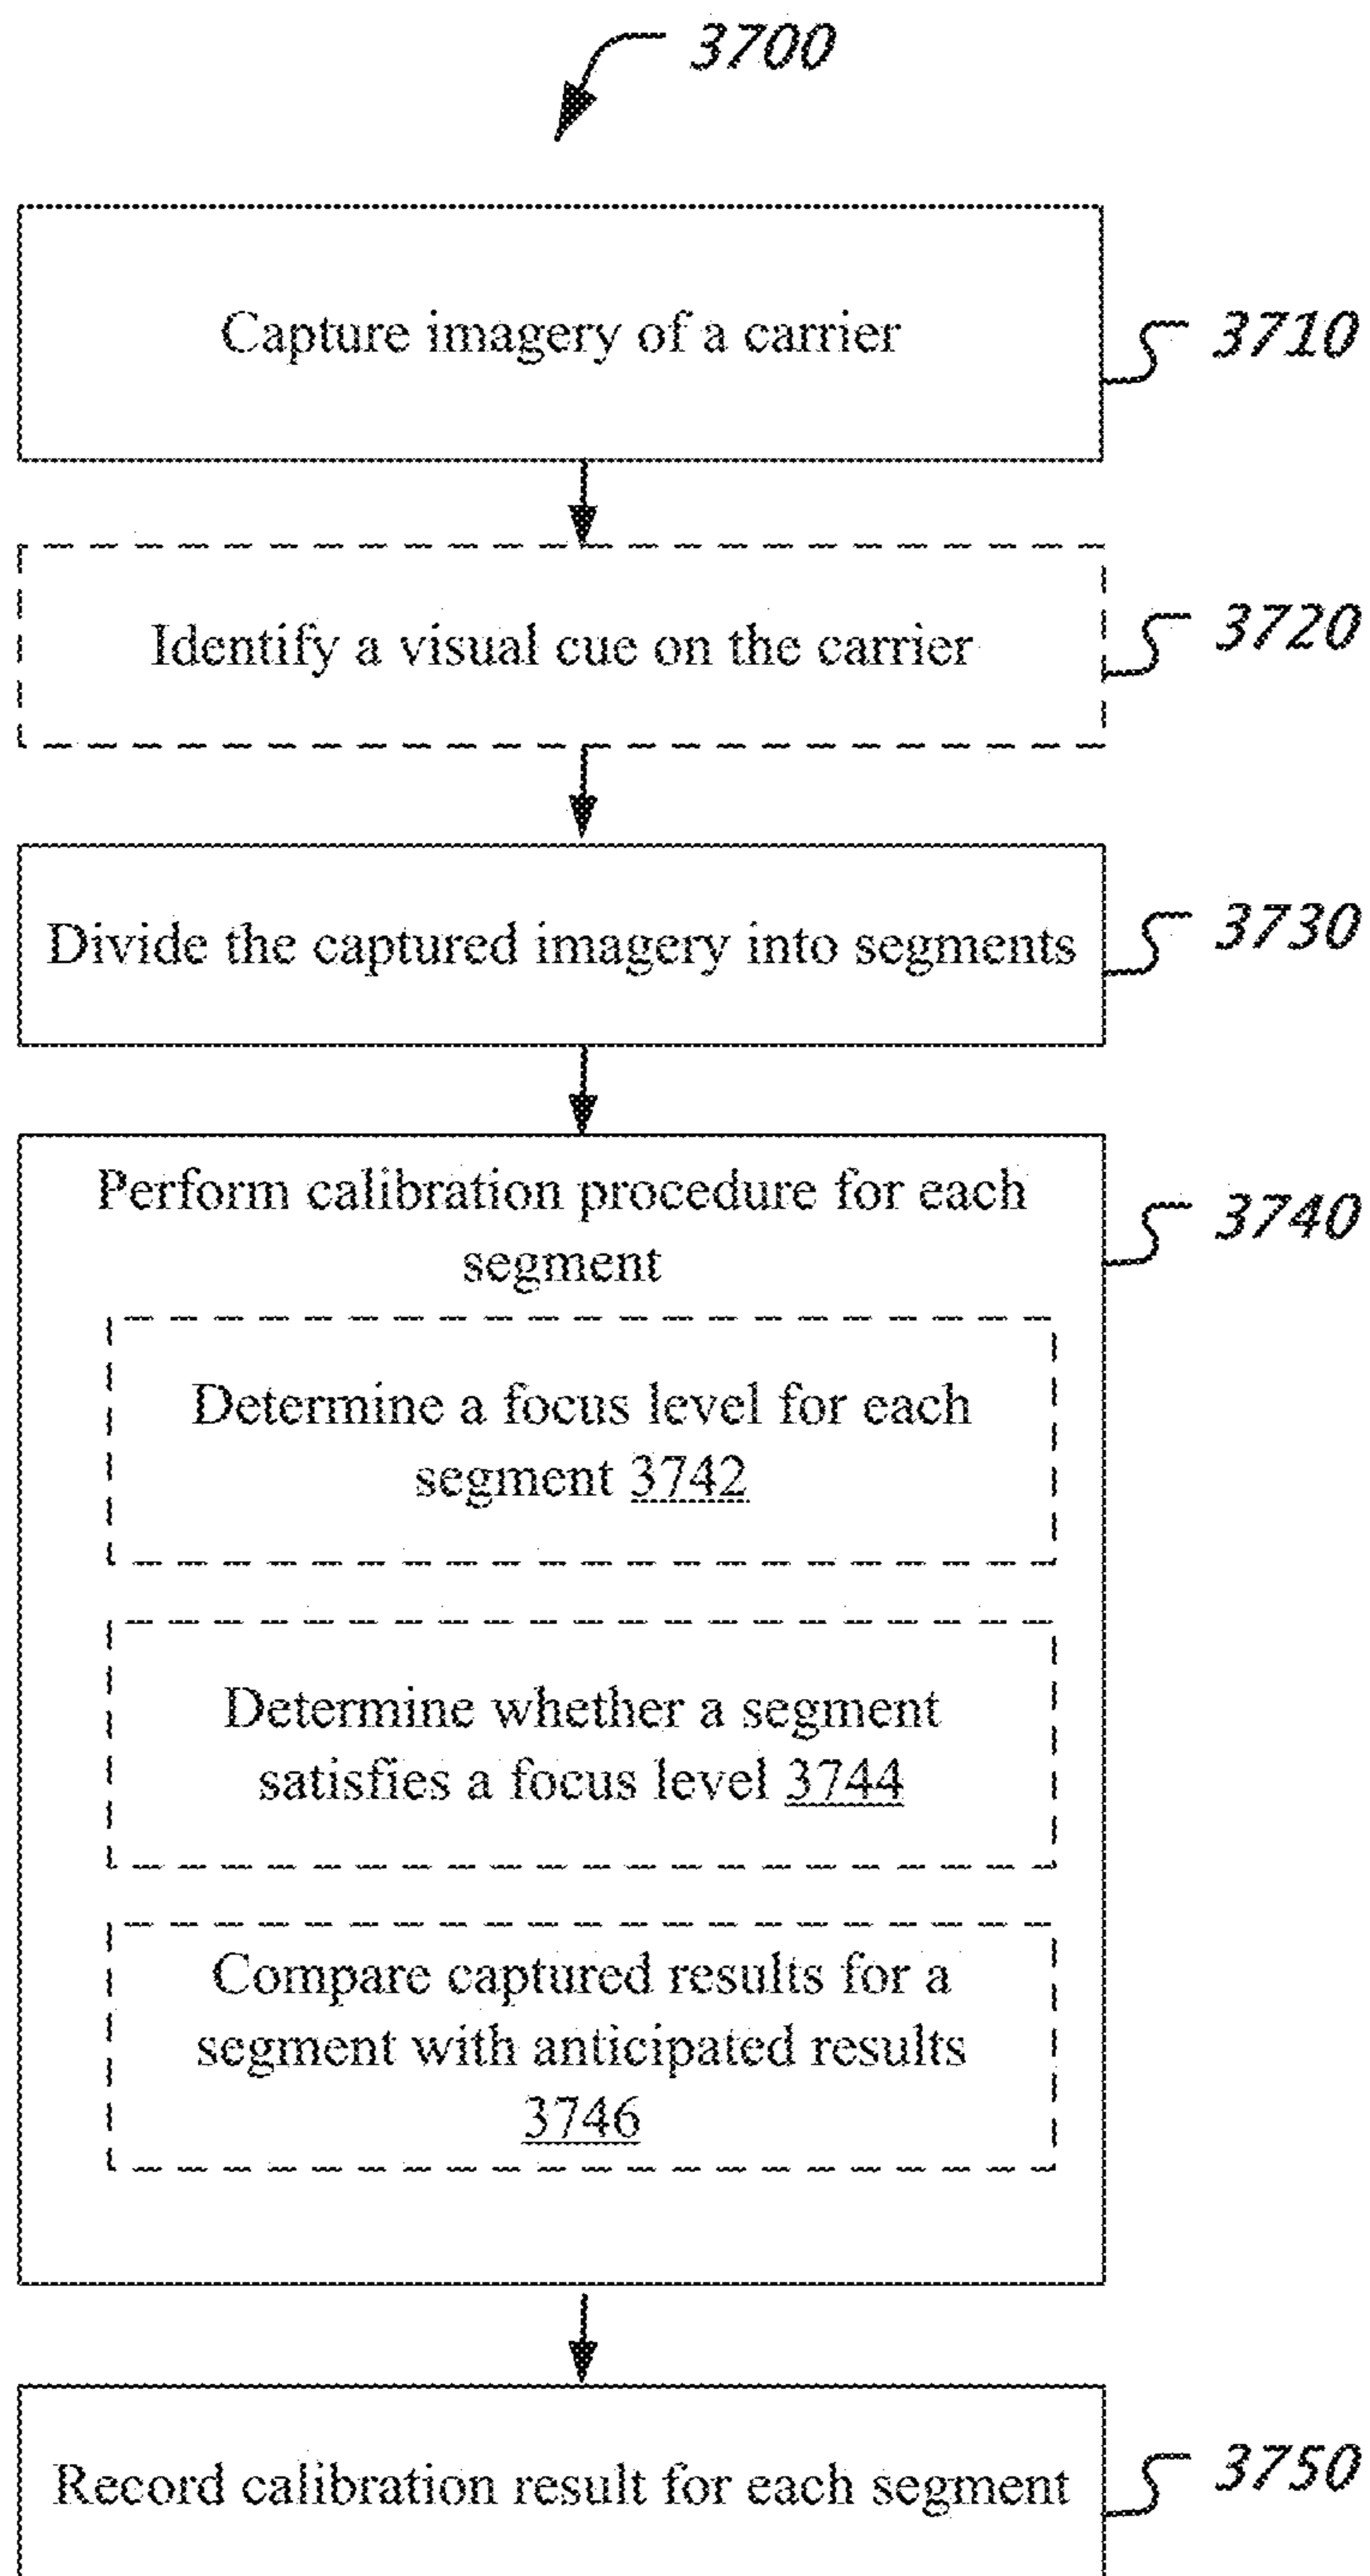 3700
Capture imagery of a carrier
3710
Identify a visual cue on the carrier
3720
Divide the captured imagery into segments
3730
Perform calibration procedure for each
segment
3740
Determine a focus level for each
segment 3742
Determine whether a segment
satisfies a focus level 3744
Compare captured results for a
segment with anticipated results
3746
Record calibration result for each segment
3750